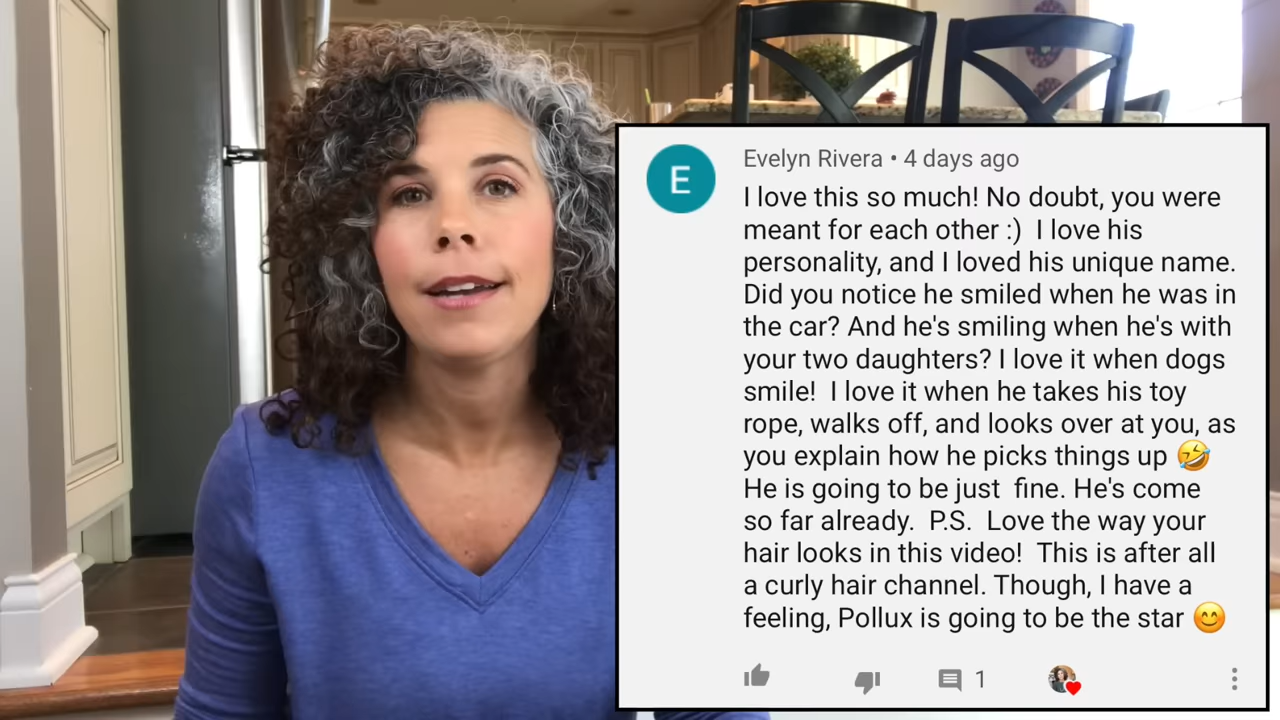 E
Evelyn Rivera • 4 days ago
I love this so much! No doubt, you were
meant for each other :)  I love his
personality, and I loved his unique name.
Did you notice he smiled when he was in
the car? And he's smiling when he's with
your two daughters? I love it when dogs
smile!  I love it when he takes his toy
rope, walks off, and looks over at you, as
you explain how he picks things up 🤣
He is going to be just  fine. He's come
so far already.  P.S.  Love the way your
hair looks in this video!  This is after all
a curly hair channel. Though, I have a
feeling, Pollux is going to be the star 😊
1